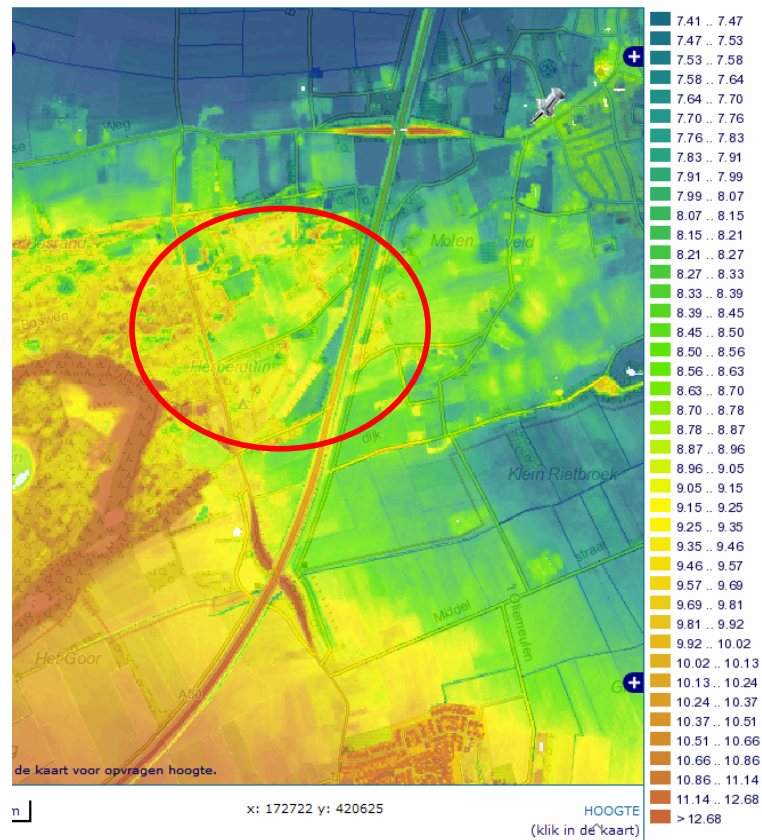 Weg
se
Molen veld
e Bosrand
Bosweg
Herperduin
dijk
Klein Rietbroek
straat
't Oliemeulen
Middel
Het Goor
A50
G
de kaart voor opvragen hoogte.
m
x: 172722 y: 420625
HOOGTE
(klik in de kaart)
7.41 .. 7.47
7.47 .. 7.53
7.53 .. 7.58
7.58 .. 7.64
7.64 .. 7.70
7.70 .. 7.76
7.76 .. 7.83
7.83 .. 7.91
7.91 .. 7.99
7.99 .. 8.07
8.07 .. 8.15
8.15 .. 8.21
8.21 .. 8.27
8.27 .. 8.33
8.33 .. 8.39
8.39 .. 8.45
8.45 .. 8.50
8.50 .. 8.56
8.56 .. 8.63
8.63 .. 8.70
8.70 .. 8.78
8.78 .. 8.87
8.87 .. 8.96
8.96 .. 9.05
9.05 .. 9.15
9.15 .. 9.25
9.25 .. 9.35
9.35 .. 9.46
9.46 .. 9.57
9.57 .. 9.69
9.69 .. 9.81
9.81 .. 9.92
9.92 .. 10.02
10.02 .. 10.13
10.13 .. 10.24
10.24 .. 10.37
10.37 .. 10.51
10.51 .. 10.66
10.66 .. 10.86
10.86 .. 11.14
11.14 .. 12.68
> 12.68